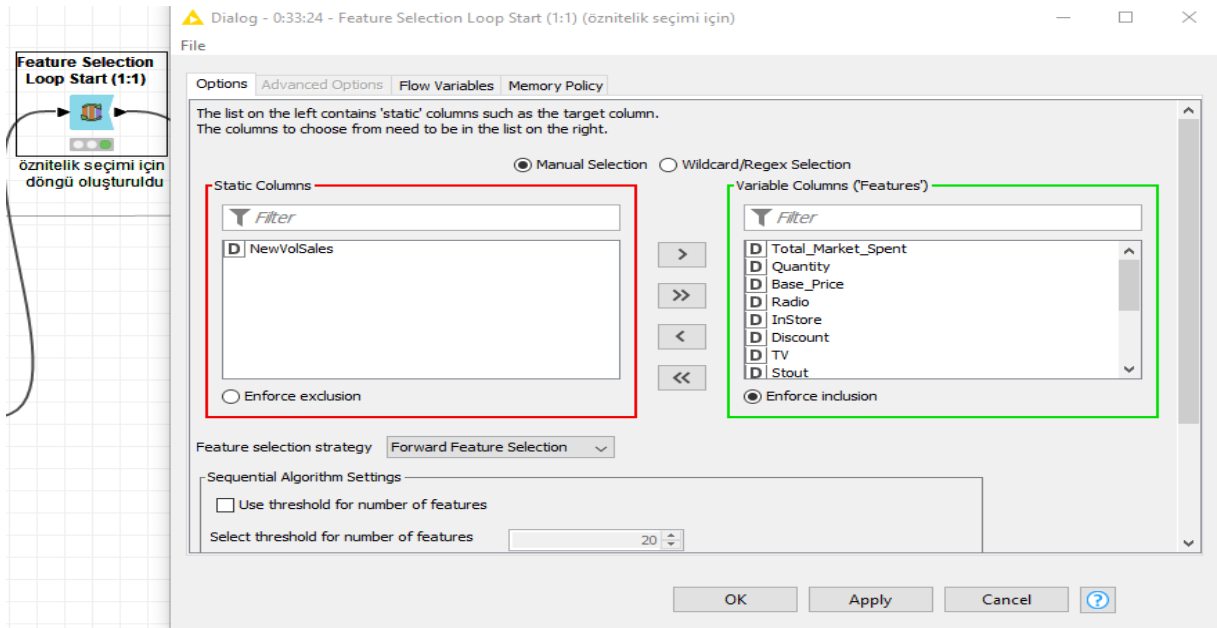 Feature Selection
Loop Start (1:1)
öznitelik seçimi için
döngü oluşturuldu
Dialog - 0:33:24 - Feature Selection Loop Start (1:1) (öznitelik seçimi için)
File
Options Advanced Options Flow Variables Memory Policy
The list on the left contains 'static' columns such as the target column.
The columns to choose from need to be in the list on the right.
Manual Selection Wildcard/Regex Selection
Static Columns
Filter
D NewVolSales
Enforce exclusion
>
>>
<
<<
Variable Columns ('Features')
Filter
D Total_Market_Spent
D Quantity
D Base_Price
D Radio
D InStore
D Discount
D TV
D Stout
Enforce inclusion
Feature selection strategy Forward Feature Selection
Sequential Algorithm Settings
Use threshold for number of features
Select threshold for number of features 20
OK Apply Cancel ?